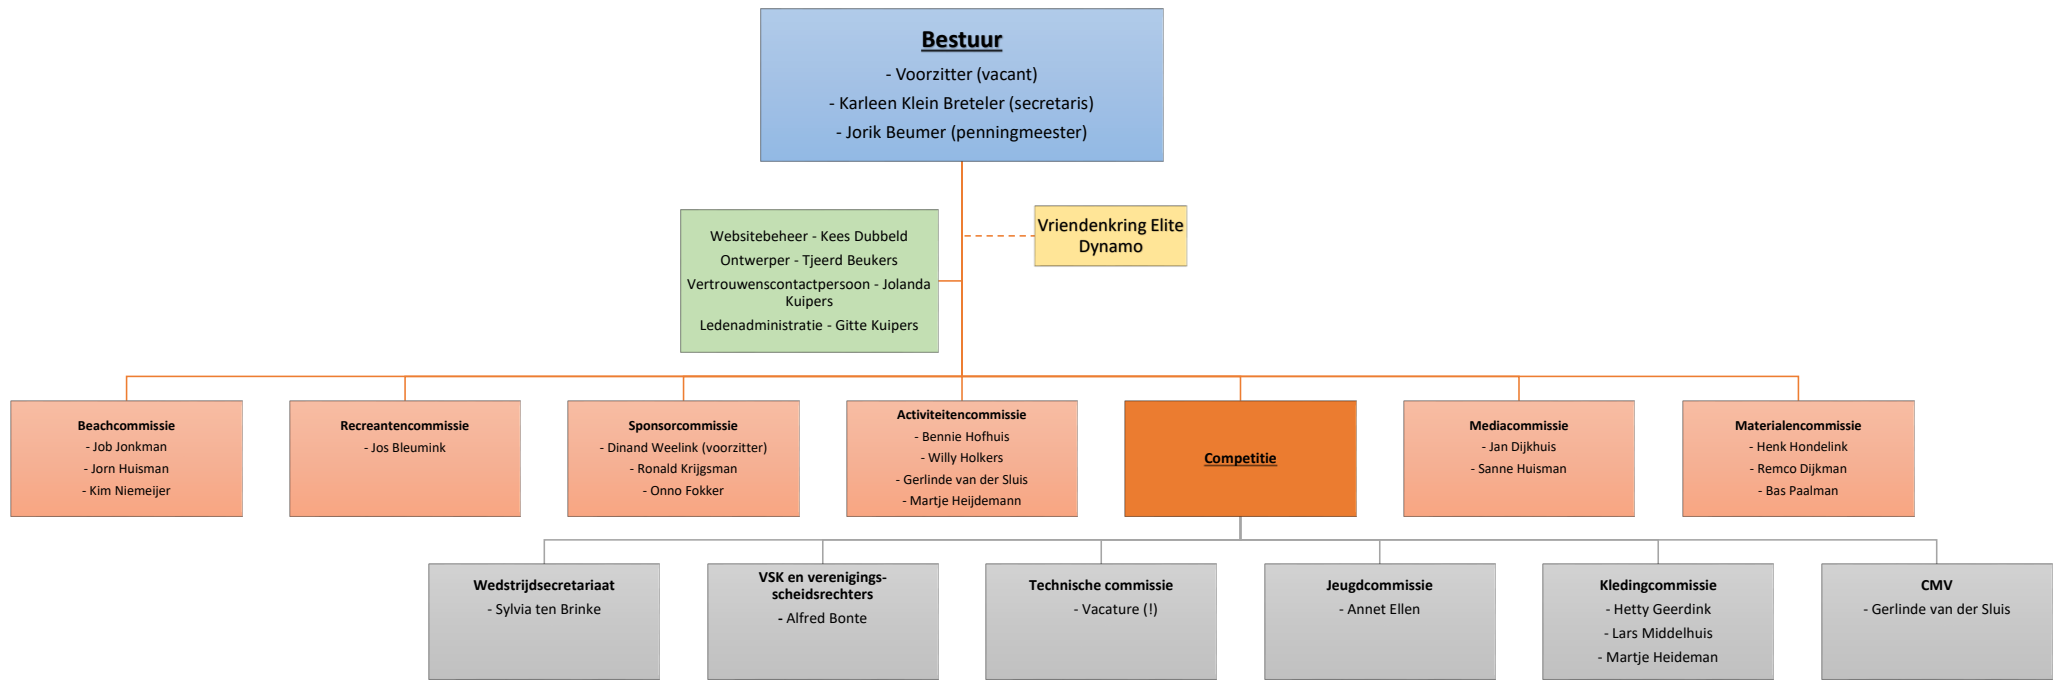 Bestuur
- Voorzitter (vacant)
- Karleen Klein Breteler (secretaris)
- Jorik Beumer (penningmeester)
Websitebeheer - Kees Dubbeld
Ontwerper - Tjeerd Beukers
Vertrouwenscontactpersoon - Jolanda
Kuipers
Ledenadministratie - Gitte Kuipers
Vriendenkring Elite
Dynamo
Beachcommissie
- Job Jonkman
- Jorn Huisman
- Kim Niemeijer
Recreantencommissie
- Jos Bleumink
Sponsorcommissie
- Dinand Weelink (voorzitter)
- Ronald Krijgsman
- Onno Fokker
Activiteitencommissie
- Bennie Hofhuis
- Willy Holkers
- Gerlinde van der Sluis
- Martje Heijdemann
Competitie
Mediacommissie
- Jan Dijkhuis
- Sanne Huisman
Materialencommissie
- Henk Hondelink
- Remco Dijkman
- Bas Paalman
Wedstrijdsecretariaat
- Sylvia ten Brinke
VSK en verenigings-
scheidsrechters
- Alfred Bonte
Technische commissie
- Vacature (!)
Jeugdcommissie
- Annet Ellen
Kledingcommissie
- Hetty Geerdink
- Lars Middelhuis
- Martje Heideman
CMV
- Gerlinde van der Sluis